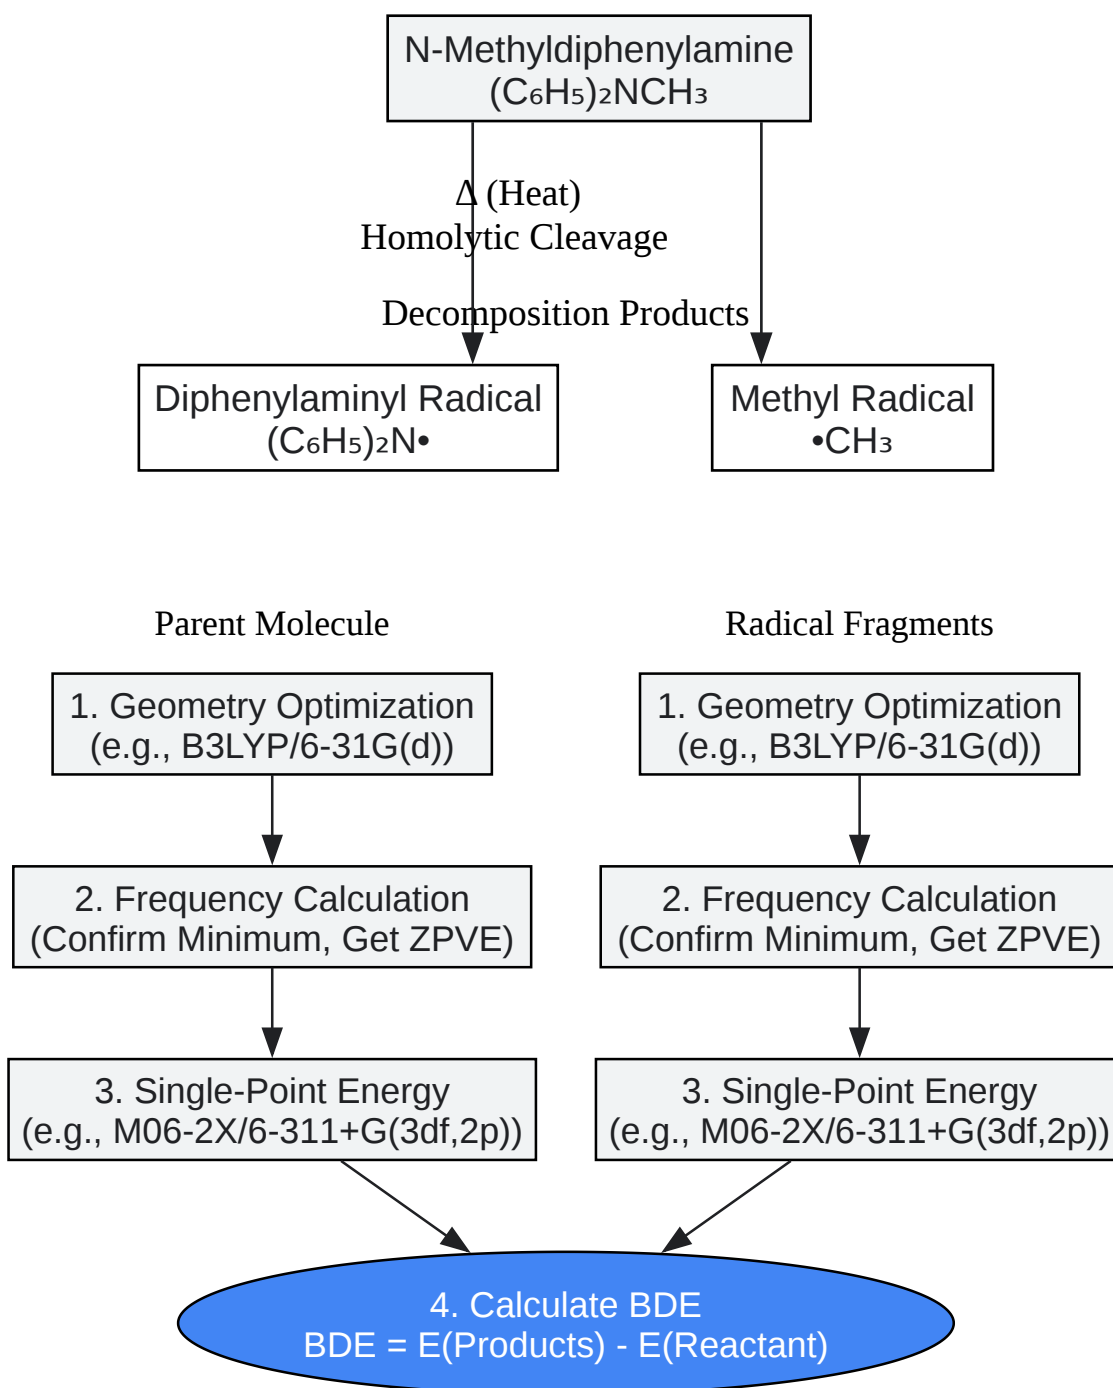 N-Methyldiphenylamine
(C₆H₅)₂NCH₃
Δ (Heat)
Homolytic Cleavage
Decomposition Products
Diphenylaminyl Radical
(C₆H₅)₂N•
Methyl Radical
•CH₃
Parent Molecule
Radical Fragments
1. Geometry Optimization
(e.g., B3LYP/6-31G(d))
1. Geometry Optimization
(e.g., B3LYP/6-31G(d))
2. Frequency Calculation
(Confirm Minimum, Get ZPVE)
2. Frequency Calculation
(Confirm Minimum, Get ZPVE)
3. Single-Point Energy
(e.g., M06-2X/6-311+G(3df,2p))
3. Single-Point Energy
(e.g., M06-2X/6-311+G(3df,2p))
4. Calculate BDE
BDE = E(Products) - E(Reactant)